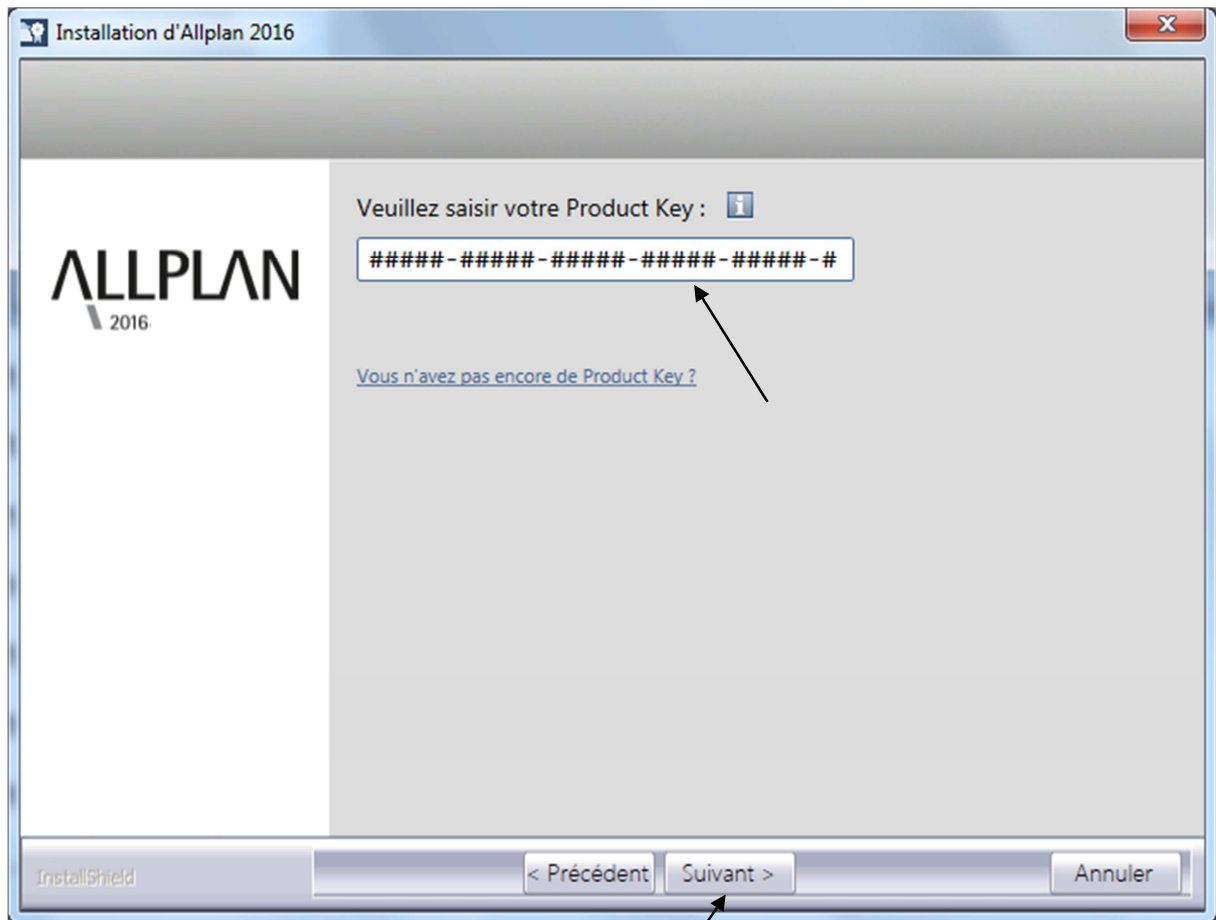 Installation d'Allplan 2016
Veuillez saisir votre Product Key :
#####-#####-#####-#####-#####-#
ALLPLAN
2016
Vous n'avez pas encore de Product Key ?
InstallShield
< Précédent
Suivant >
Annuler